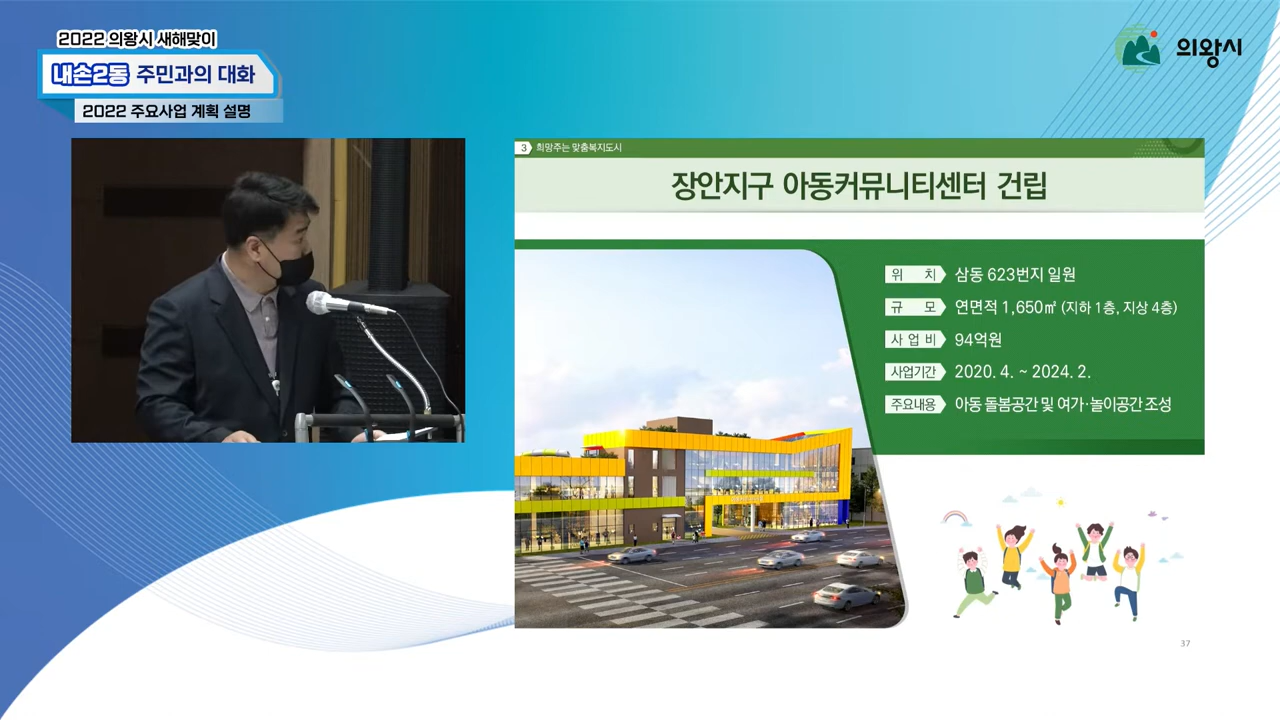 2022 의왕시 새해맞이
내손2동 주민과의 대화
2022 주요사업 계획 설명
의왕시
3 희망주는 맞춤복지도시
장안지구 아동커뮤니티센터 건립
위 치 삼동 623번지 일원
규 모 연면적 1,650㎡ (지하 1층, 지상 4층)
사 업 비 94억원
사업기간 2020. 4. ~ 2024. 2.
주요내용 아동 돌봄공간 및 여가·놀이공간 조성
37